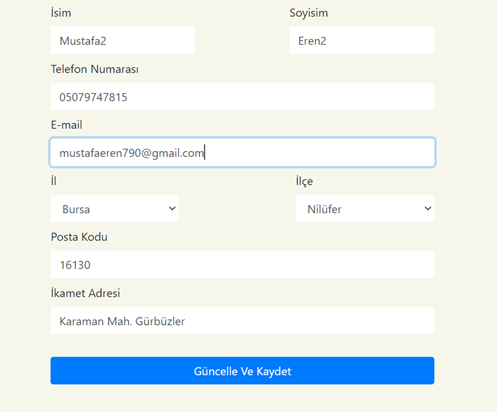 İsim Soyisim
Mustafa2 Eren2
Telefon Numarası
05079747815
E-mail
mustafaeren790@gmail.com
İl İlçe
Bursa Nilüfer
Posta Kodu
16130
İkamet Adresi
Karaman Mah. Gürbüzler
Güncelle Ve Kaydet